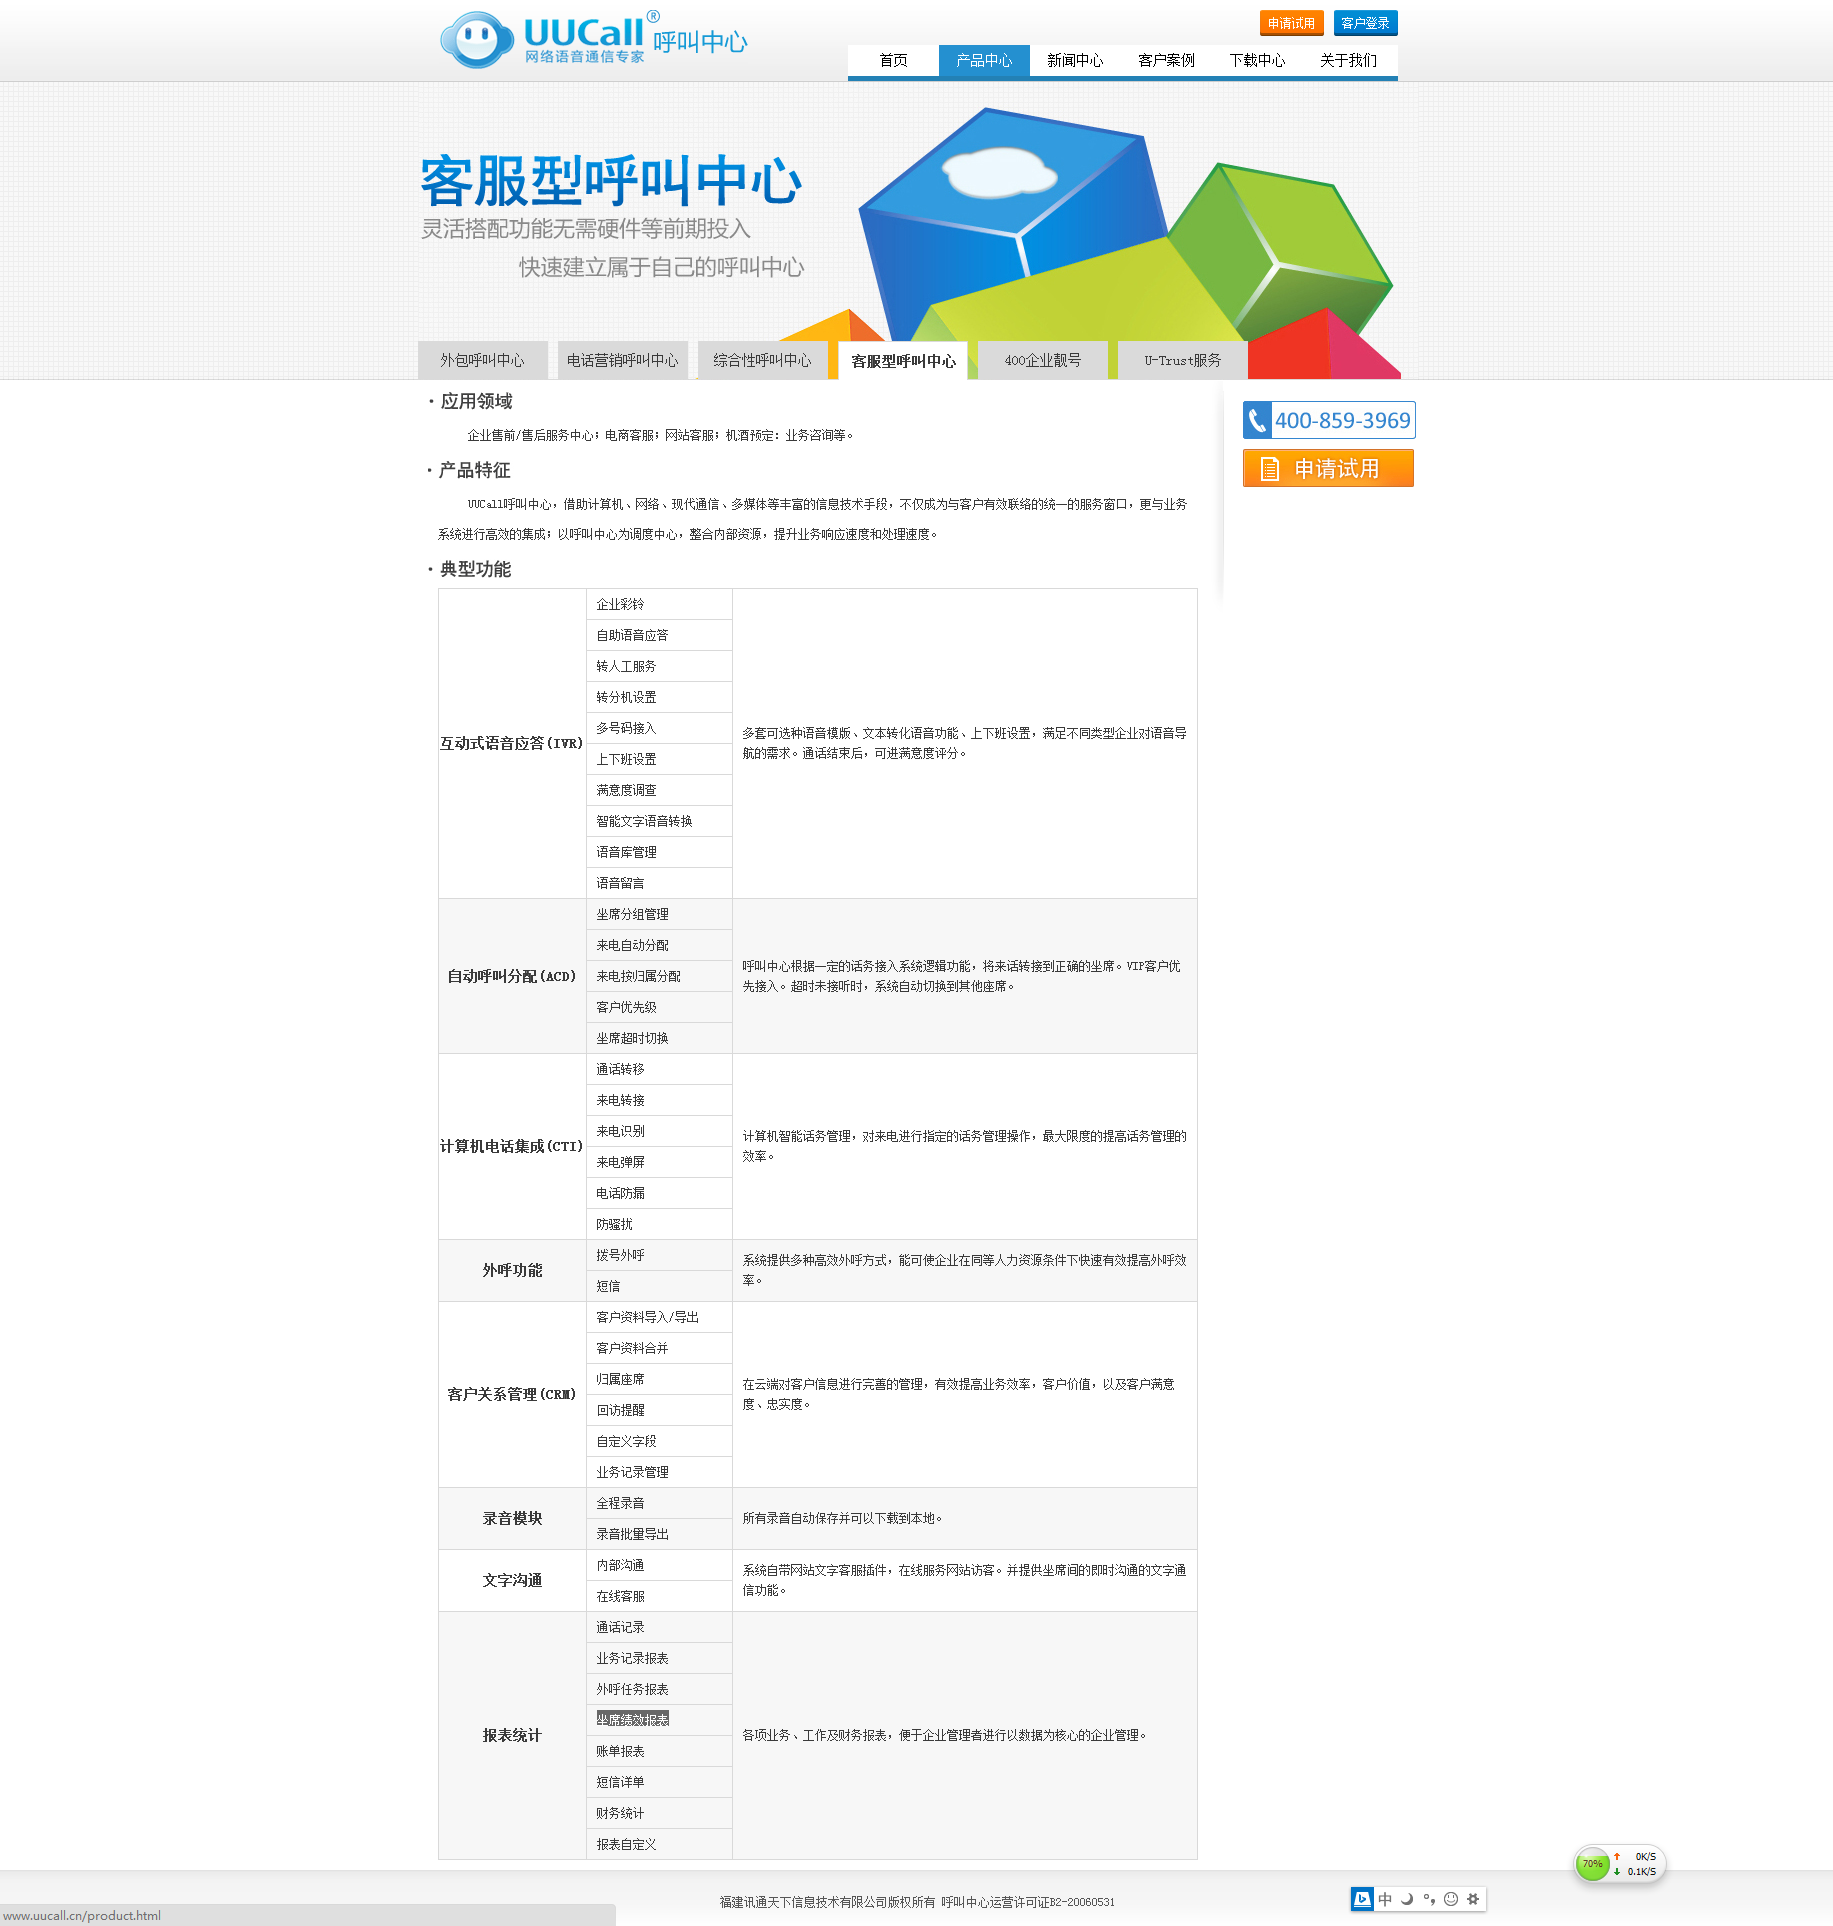 UUCall®呼叫中心
网络语音通信专家
申请试用 客户登录
首页 产品中心 新闻中心 客户案例 下载中心 关于我们
客服型呼叫中心
灵活搭配功能无需硬件等前期投入
快速建立属于自己的呼叫中心
外包呼叫中心 电话营销呼叫中心 综合性呼叫中心 客服型呼叫中心 400企业靓号 U-Trust服务
· 应用领域
企业售前/售后服务中心；电商客服；网站客服；机酒预定：业务咨询等。
400-859-3969
申请试用
· 产品特征
UUCall呼叫中心，借助计算机、网络、现代通信、多媒体等丰富的信息技术手段，不仅成为与客户有效联络的统一的服务窗口，更与业务
系统进行高效的集成；以呼叫中心为调度中心，整合内部资源，提升业务响应速度和处理速度。
· 典型功能
互动式语音应答(IVR)
企业彩铃
自助语音应答
转人工服务
转分机设置
多号码接入
上下班设置
满意度调查
智能文字语音转换
语音库管理
语音留言
多套可选种语音模版、文本转化语音功能、上下班设置，满足不同类型企业对语音导
航的需求。通话结束后，可进满意度评分。
自动呼叫分配(ACD)
坐席分组管理
来电自动分配
来电按归属分配
客户优先级
坐席超时切换
呼叫中心根据一定的话务接入系统逻辑功能，将来话转接到正确的坐席。VIP客户优
先接入。超时未接听时，系统自动切换到其他座席。
计算机电话集成(CTI)
通话转移
来电转接
来电识别
来电弹屏
电话防漏
防骚扰
计算机智能话务管理，对来电进行指定的话务管理操作，最大限度的提高话务管理的
效率。
外呼功能
拨号外呼
短信
系统提供多种高效外呼方式，能可使企业在同等人力资源条件下快速有效提高外呼效
率。
客户关系管理(CRM)
客户资料导入/导出
客户资料合并
归属座席
回访提醒
自定义字段
业务记录管理
在云端对客户信息进行完善的管理，有效提高业务效率，客户价值，以及客户满意
度、忠实度。
录音模块
全程录音
录音批量导出
所有录音自动保存并可以下载到本地。
文字沟通
内部沟通
在线客服
系统自带网站文字客服插件，在线服务网站访客。并提供坐席间的即时沟通的文字通
信功能。
报表统计
通话记录
业务记录报表
外呼任务报表
坐席绩效报表
账单报表
短信详单
财务统计
报表自定义
各项业务、工作及财务报表，便于企业管理者进行以数据为核心的企业管理。
70% 0K/S
0.1K/S
福建讯通天下信息技术有限公司版权所有 呼叫中心运营许可证B2-20060531
中
www.uucall.cn/product.html